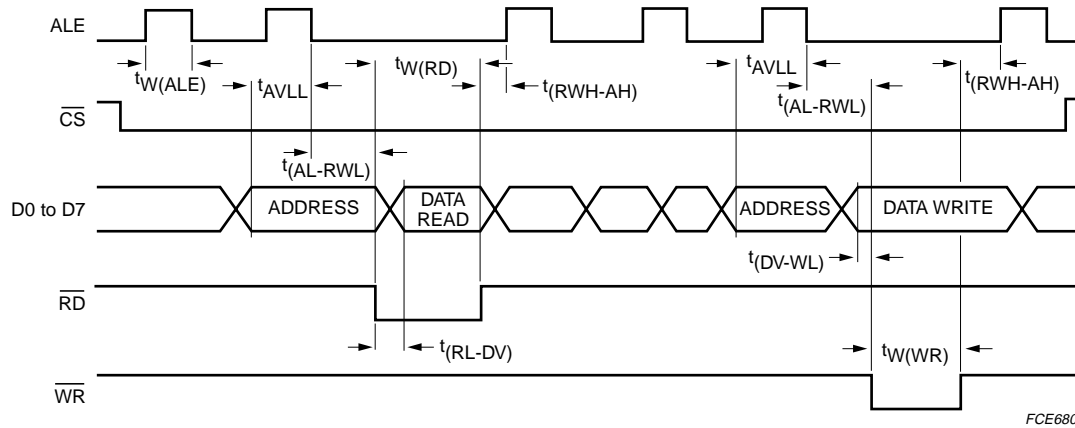 ALE
tW(ALE)
tAVLL
tW(RD)
t(RWH-AH)
tAVLL
t(AL-RWL)
t(RWH-AH)
CS
t(AL-RWL)
D0 to D7
ADDRESS
DATA
READ
ADDRESS
DATA WRITE
t(DV-WL)
RD
t(RL-DV)
tW(WR)
WR
FCE680